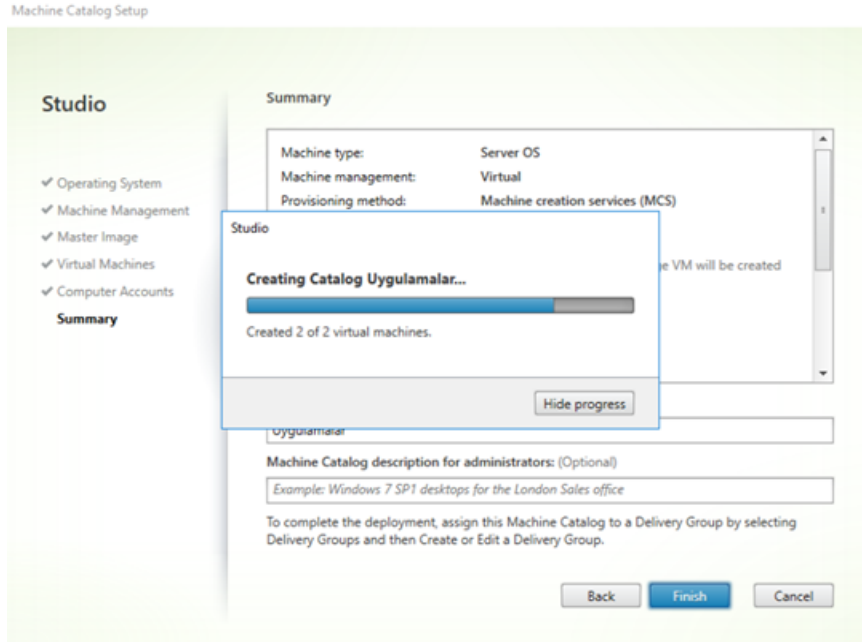 Machine Catalog Setup
Studio
✔ Operating System
✔ Machine Management
✔ Master Image
✔ Virtual Machines
✔ Computer Accounts
Summary
Summary
Machine type: Server OS
Machine management: Virtual
Provisioning method: Machine creation services (MCS)
VM will be created
Studio
Creating Catalog Uygulamalar...
Created 2 of 2 virtual machines.
Hide progress
Uygulamalar
Machine Catalog description for administrators: (Optional)
Example: Windows 7 SP1 desktops for the London Sales office
To complete the deployment, assign this Machine Catalog to a Delivery Group by selecting
Delivery Groups and then Create or Edit a Delivery Group.
Back Finish Cancel